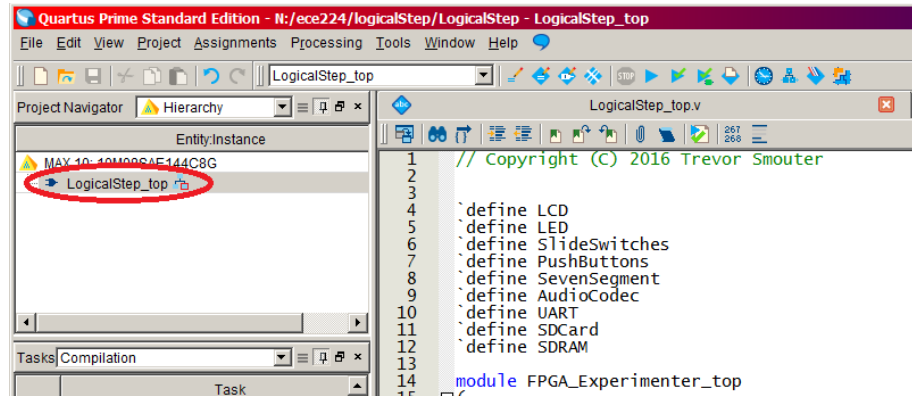 Quartus Prime Standard Edition - N:/ece224/logicalStep/LogicalStep - LogicalStep_top
File Edit View Project Assignments Processing Tools Window Help
LogicalStep_top
STOP
Project Navigator Hierarchy
Entity:Instance
MAX 10: 10M08SAE144C8G
LogicalStep_top
Tasks Compilation
Task
abc LogicalStep_top.v
267
268
1 // Copyright (C) 2016 Trevor Smouter
2
3
4 `define LCD
5 `define LED
6 `define SlideSwitches
7 `define PushButtons
8 `define SevenSegment
9 `define AudioCodec
10 `define UART
11 `define SDCard
12 `define SDRAM
13
14 module FPGA_Experimenter_top
15 (